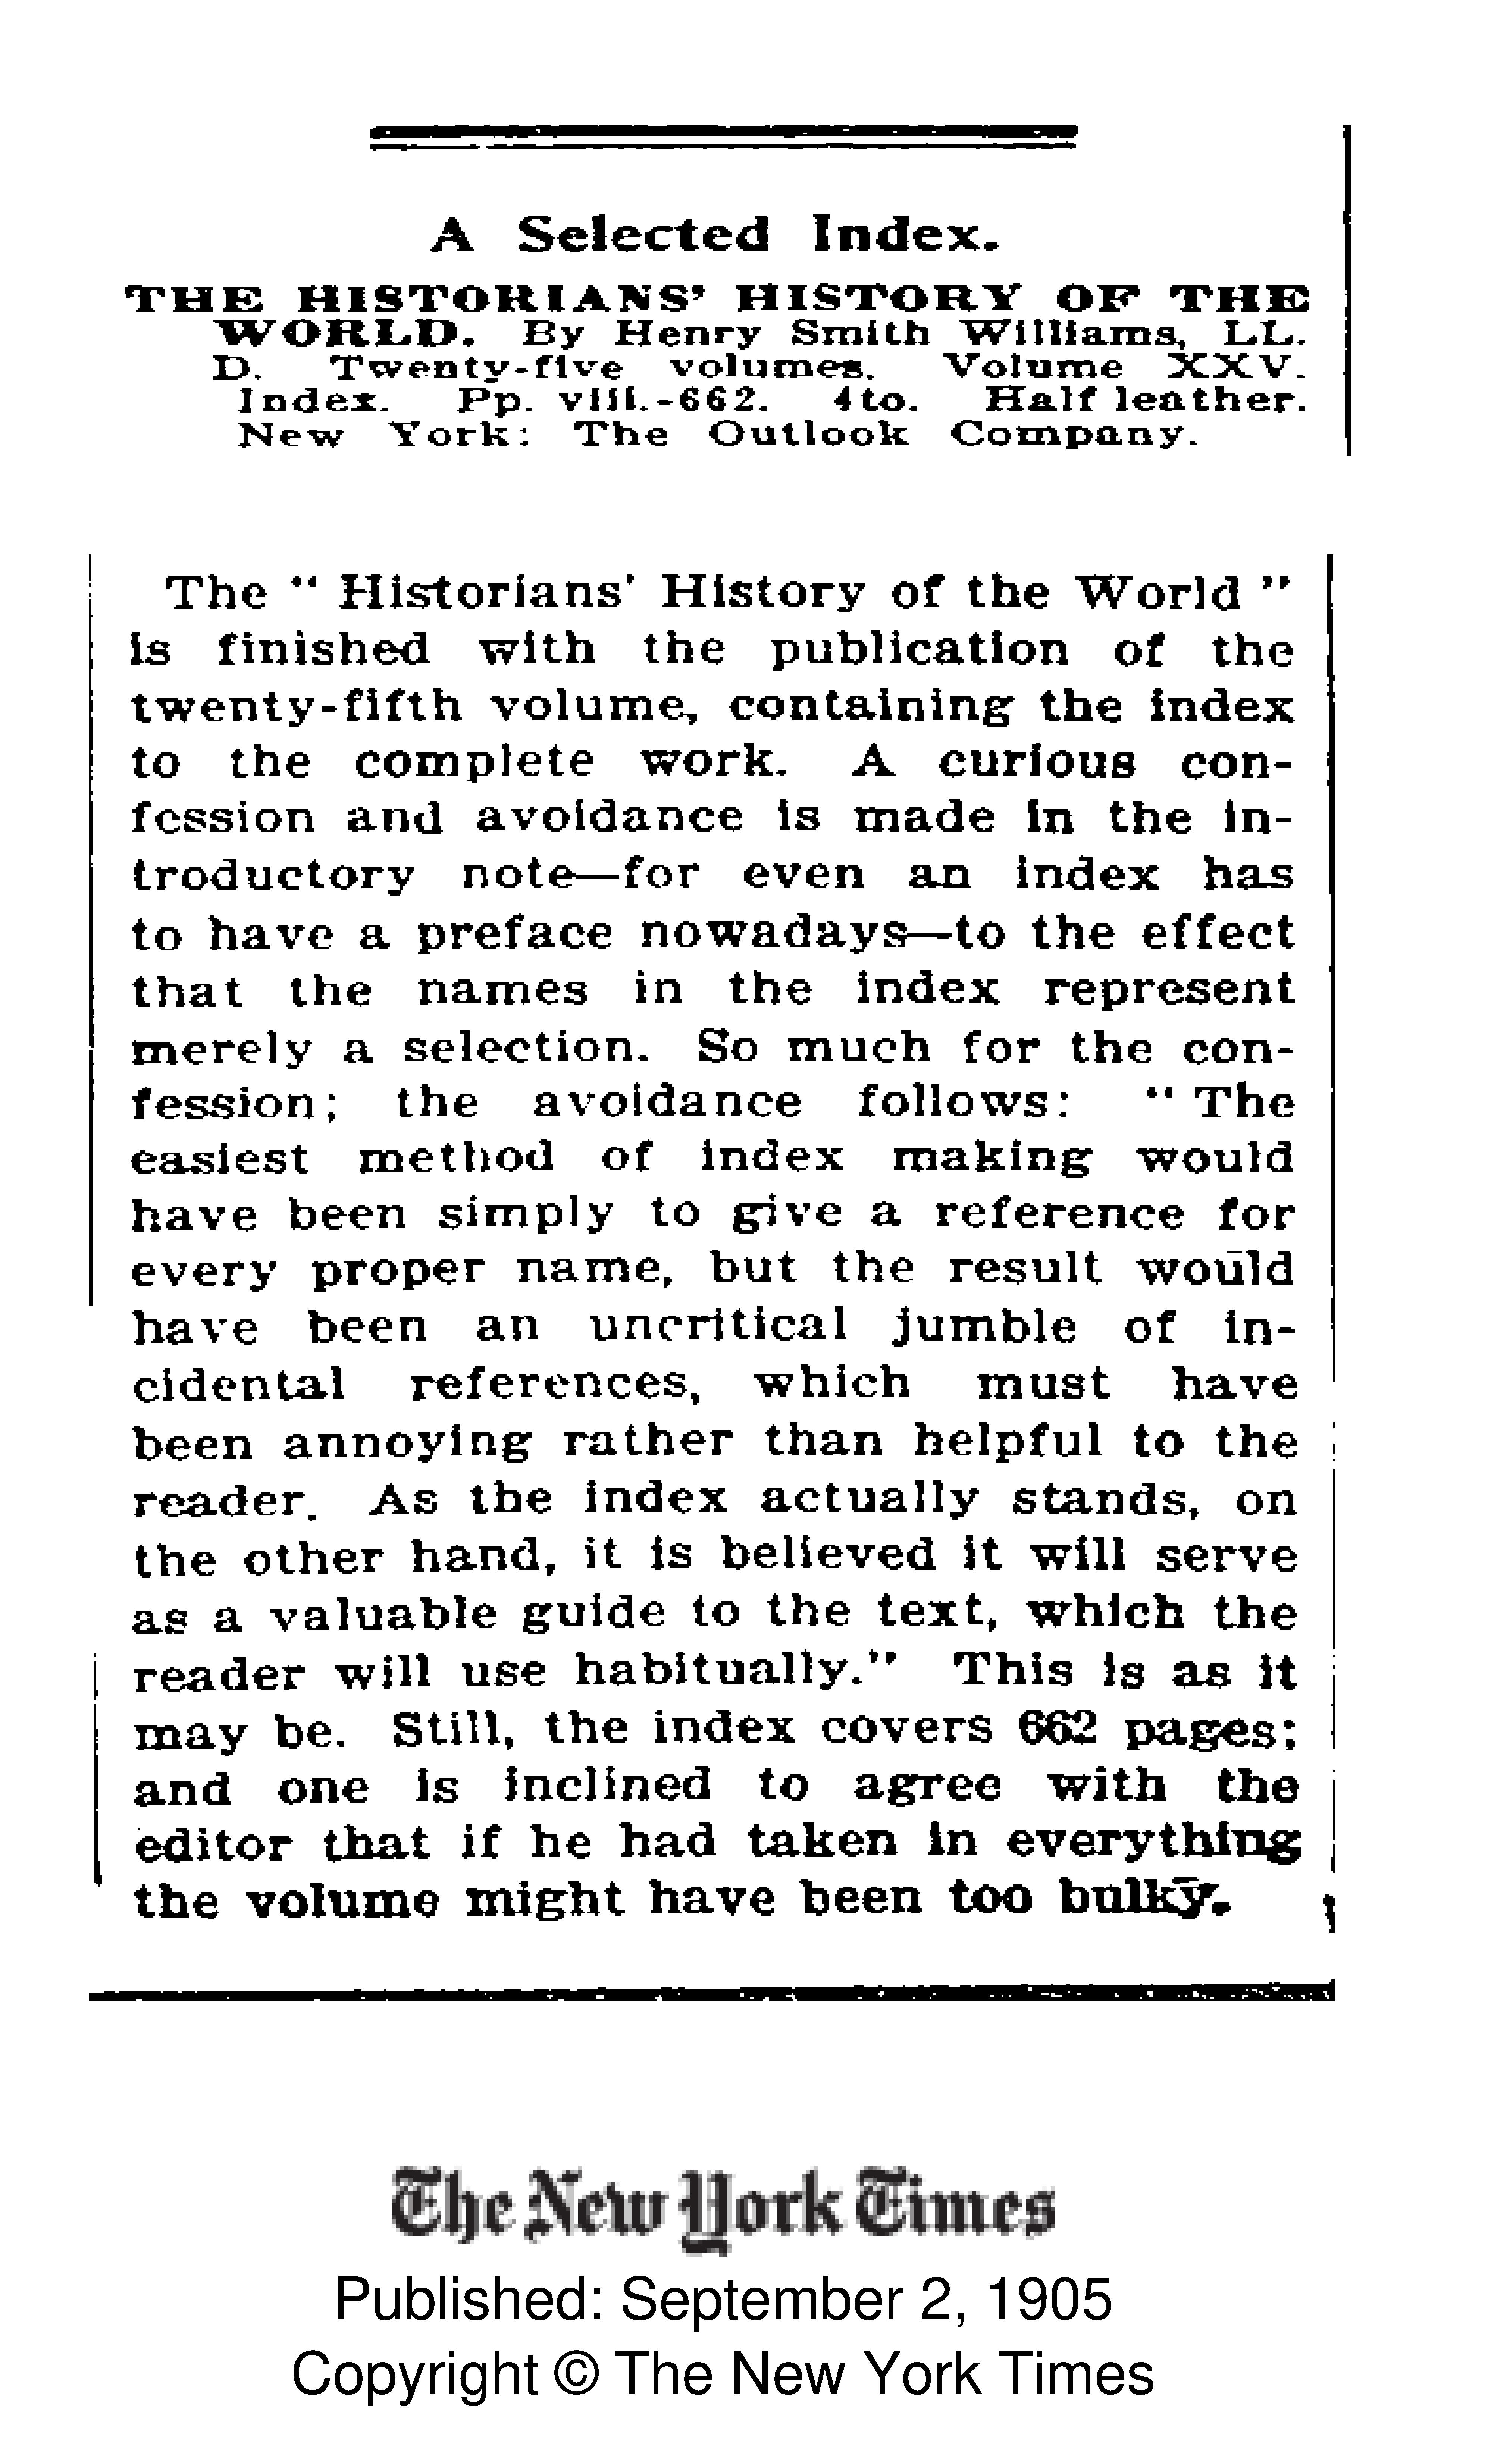 A Selected Index.
THE HISTORIANS' HISTORY OF THE
WORLD. By Henry Smith Williams, LL.
D. Twenty-five volumes. Volume XXV.
Index. Pp. viii.-662. 4to. Half leather.
New York: The Outlook Company.
The " Historians' History of the World "
is finished with the publication of the
twenty-fifth volume, containing the index
to the complete work. A curious con-
fession and avoidance is made in the in-
troductory note—for even an index has
to have a preface nowadays—to the effect
that the names in the index represent
merely a selection. So much for the con-
fession; the avoidance follows: " The
easiest method of index making would
have been simply to give a reference for
every proper name, but the result would
have been an uncritical jumble of in-
cidental references, which must have
been annoying rather than helpful to the
reader. As the index actually stands, on
the other hand, it is believed it will serve
as a valuable guide to the text, which the
reader will use habitually." This is as it
may be. Still, the index covers 662 pages;
and one is inclined to agree with the
editor that if he had taken in everything
the volume might have been too bulky.
The New York Times
Published: September 2, 1905
Copyright © The New York Times